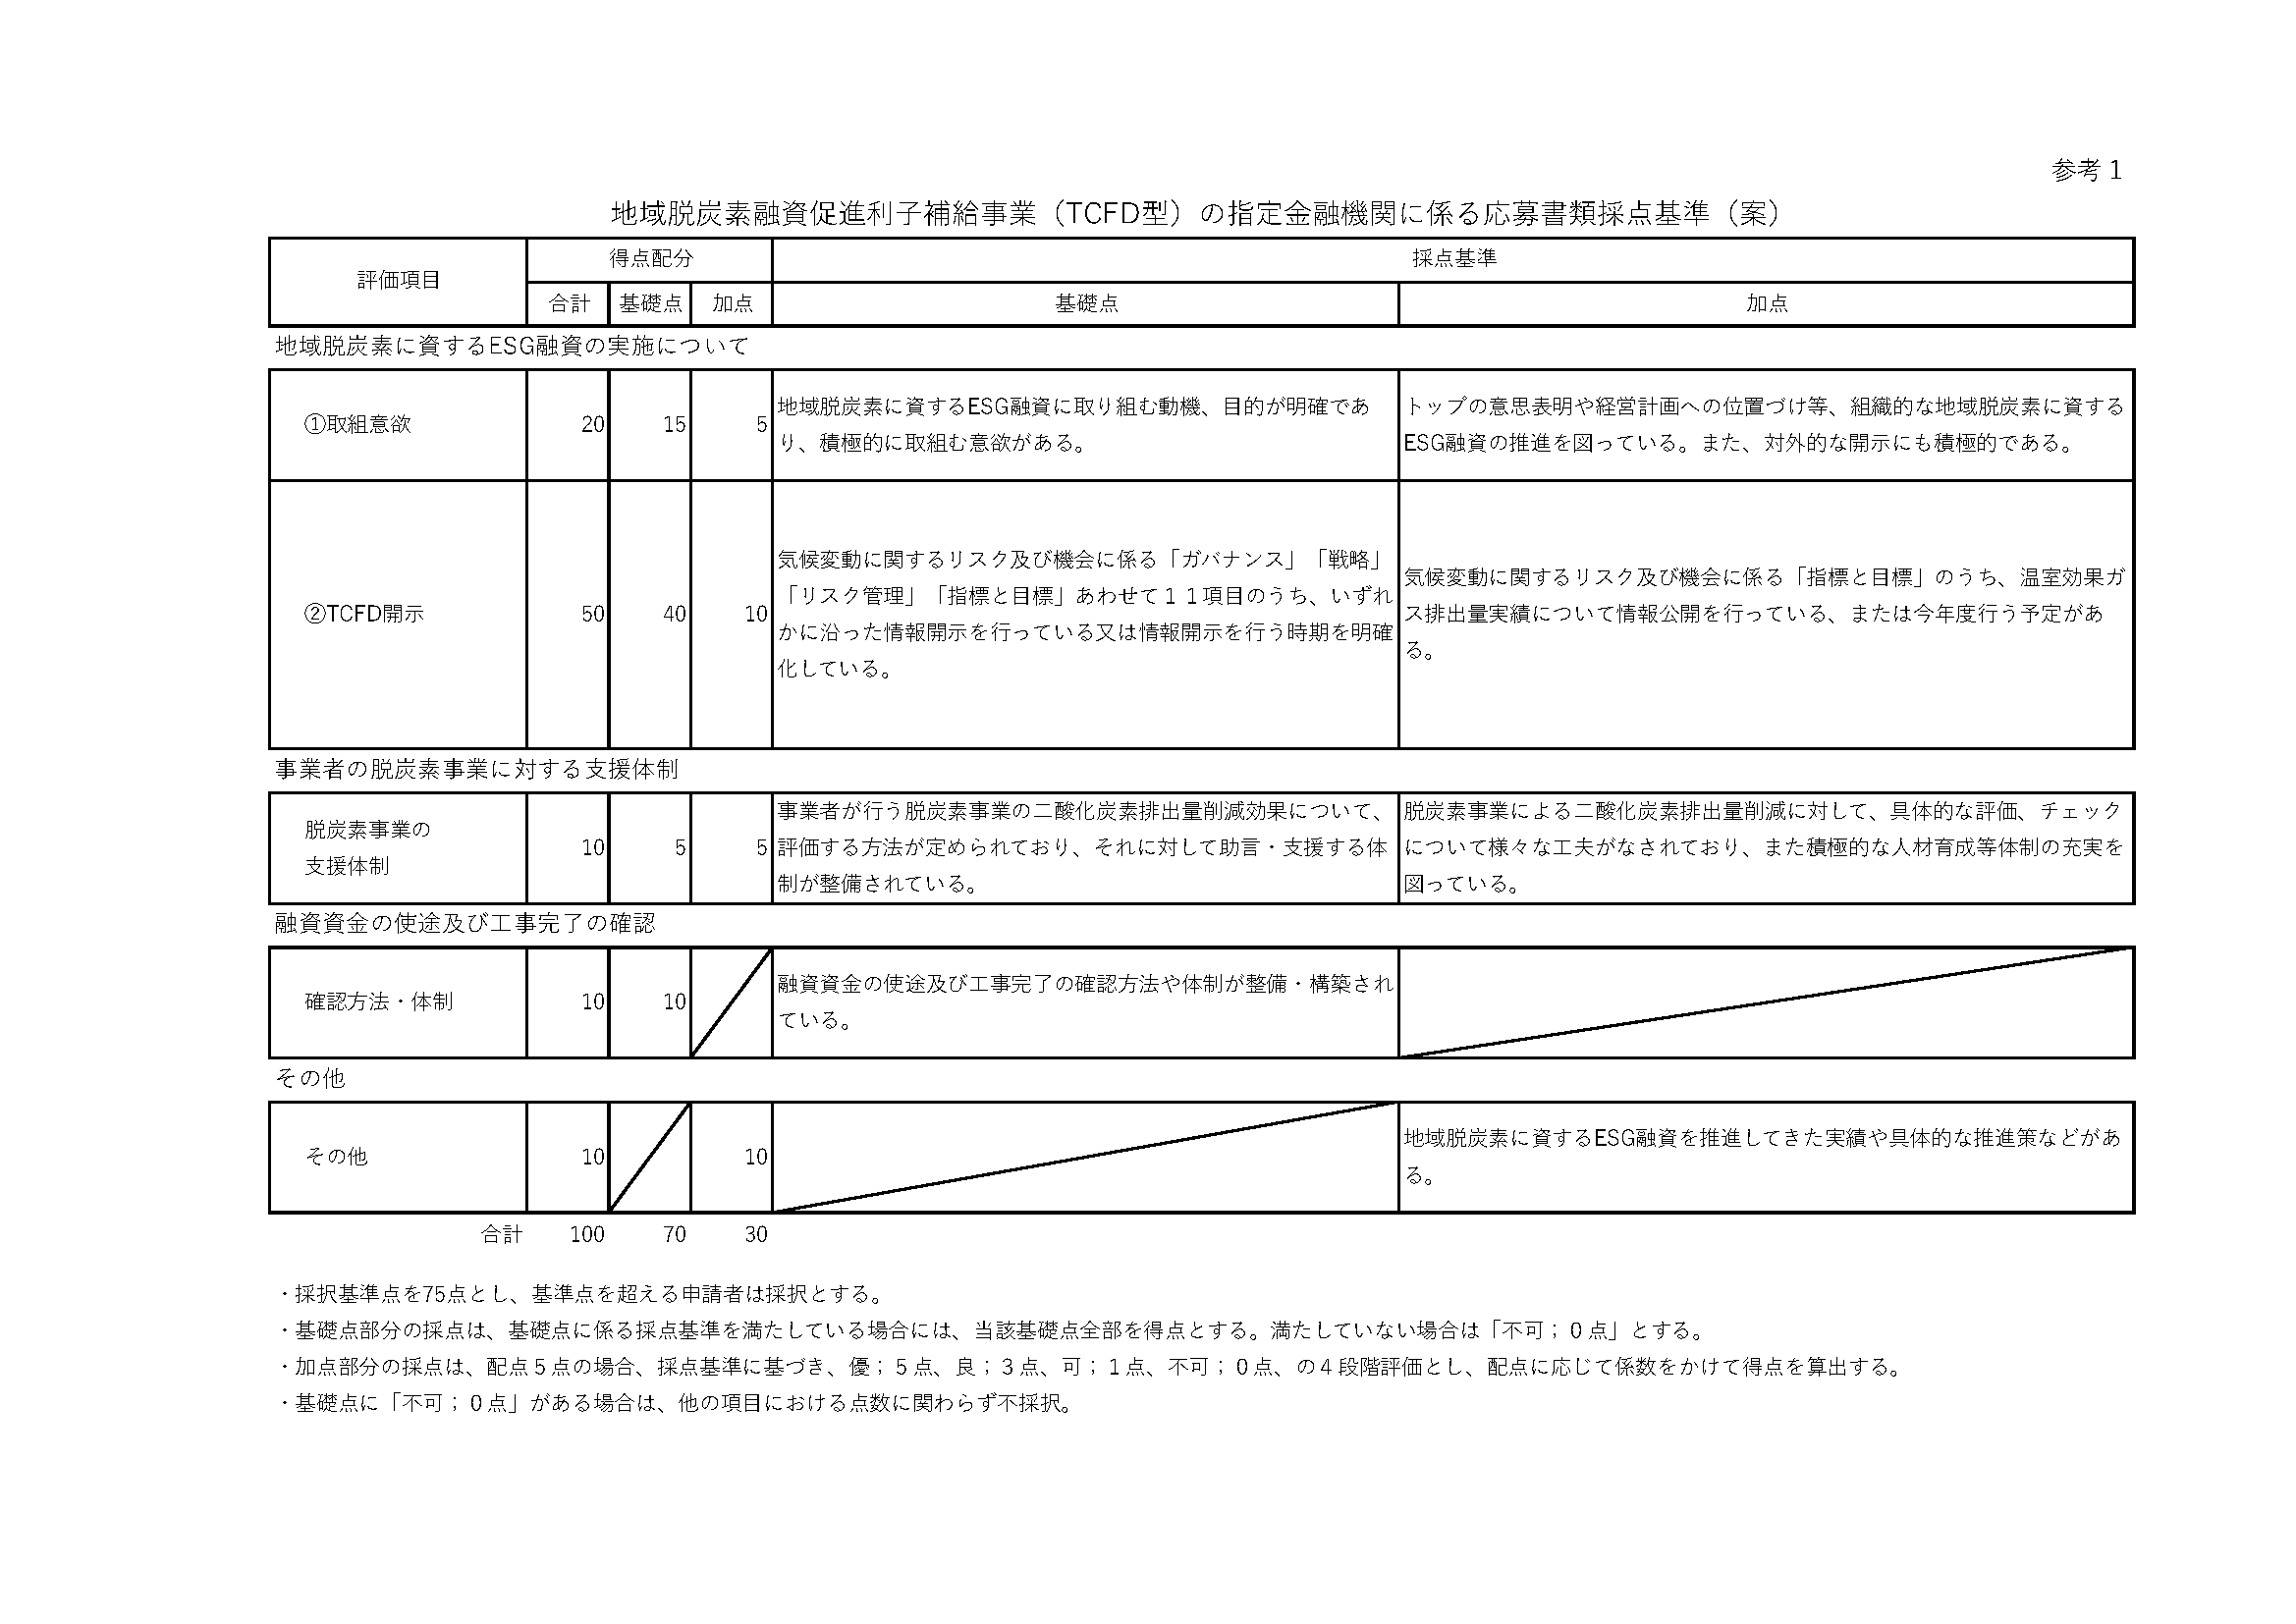 参考１
地域脱炭素融資促進利子補給事業（TCFD型）の指定金融機関に係る応募書類採点基準（案）
評価項目
得点配分
採点基準
合計
基礎点
加点
基礎点
加点
地域脱炭素に資するESG融資の実施について
①取組意欲
20
15
5
地域脱炭素に資するESG融資に取り組む動機、目的が明確であ
り、積極的に取組む意欲がある。
トップの意思表明や経営計画への位置づけ等、組織的な地域脱炭素に資する
ESG融資の推進を図っている。また、対外的な開示にも積極的である。
②TCFD開示
50
40
10
気候変動に関するリスク及び機会に係る「ガバナンス」「戦略」
「リスク管理」「指標と目標」あわせて１１項目のうち、いずれ
かに沿った情報開示を行っている又は情報開示を行う時期を明確
化している。
気候変動に関するリスク及び機会に係る「指標と目標」のうち、温室効果ガ
ス排出量実績について情報公開を行っている、または今年度行う予定があ
る。
事業者の脱炭素事業に対する支援体制
脱炭素事業の
支援体制
10
5
5
事業者が行う脱炭素事業の二酸化炭素排出量削減効果について、
評価する方法が定められており、それに対して助言・支援する体
制が整備されている。
脱炭素事業による二酸化炭素排出量削減に対して、具体的な評価、チェック
について様々な工夫がなされており、また積極的な人材育成等体制の充実を
図っている。
融資資金の使途及び工事完了の確認
確認方法・体制
10
10
融資資金の使途及び工事完了の確認方法や体制が整備・構築され
ている。
その他
その他
10
10
地域脱炭素に資するESG融資を推進してきた実績や具体的な推進策などがあ
る。
合計
100
70
30
・採択基準点を75点とし、基準点を超える申請者は採択とする。
・基礎点部分の採点は、基礎点に係る採点基準を満たしている場合には、当該基礎点全部を得点とする。満たしていない場合は「不可；０点」とする。
・加点部分の採点は、配点５点の場合、採点基準に基づき、優；５点、良；３点、可；１点、不可；０点、の４段階評価とし、配点に応じて係数をかけて得点を算出する。
・基礎点に「不可；０点」がある場合は、他の項目における点数に関わらず不採択。